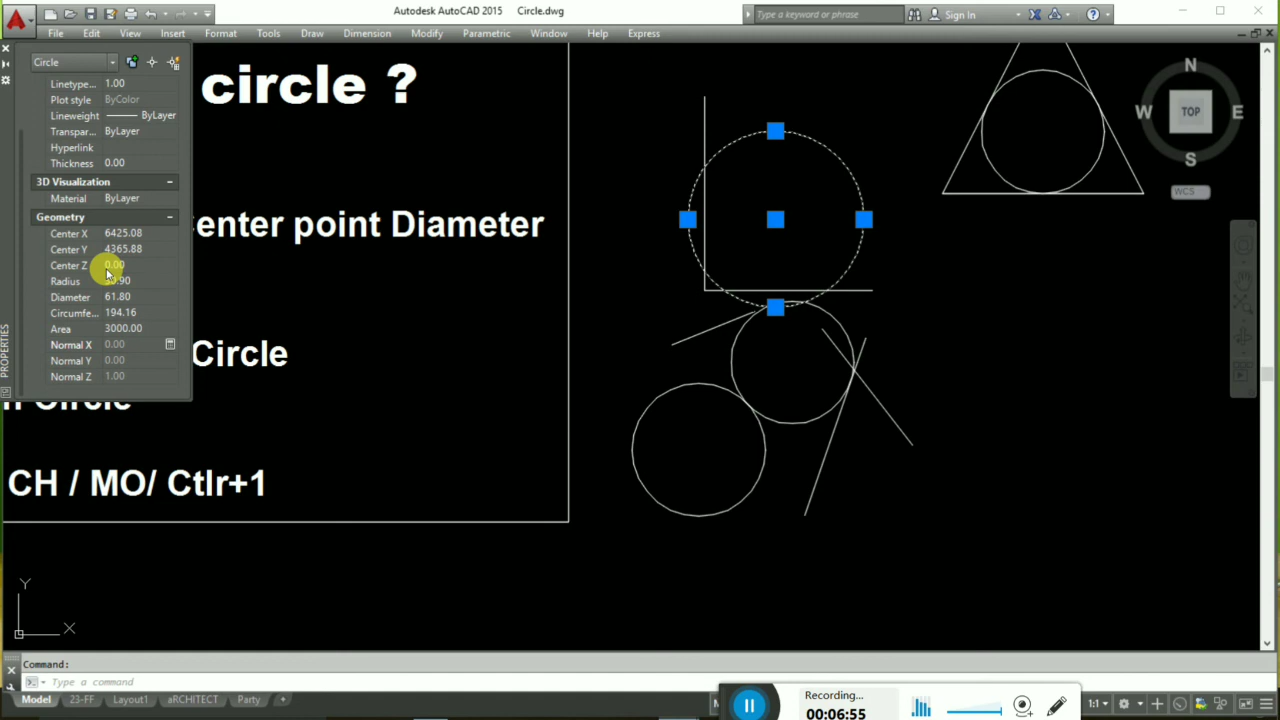 Autodesk AutoCAD 2015 Circle.dwg
Type a keyword or phrase
Sign In
File Edit View Insert Format Tools Draw Dimension Modify Parametric Window Help Express
Circle
Linetype... 1.00
Plot style ByColor
Lineweight ByLayer
Transpar... ByLayer
Hyperlink
Thickness 0.00
3D Visualization
Material ByLayer
Geometry
Center X 6425.08
Center Y 4365.88
Center Z 0.00
Radius 30.90
Diameter 61.80
Circumfe... 194.16
Area 3000.00
Normal X 0.00
Normal Y 0.00
Normal Z 1.00
PROPERTIES
circle ?
enter point Diameter
Circle
n Circle
CH / MO/ Ctlr+1
N
W TOP E
S
WCS
Y
X
Command:
Type a command
Model 23-FF Layout1 aRCHITECT Party +
M
Recording...
00:06:55
1:1